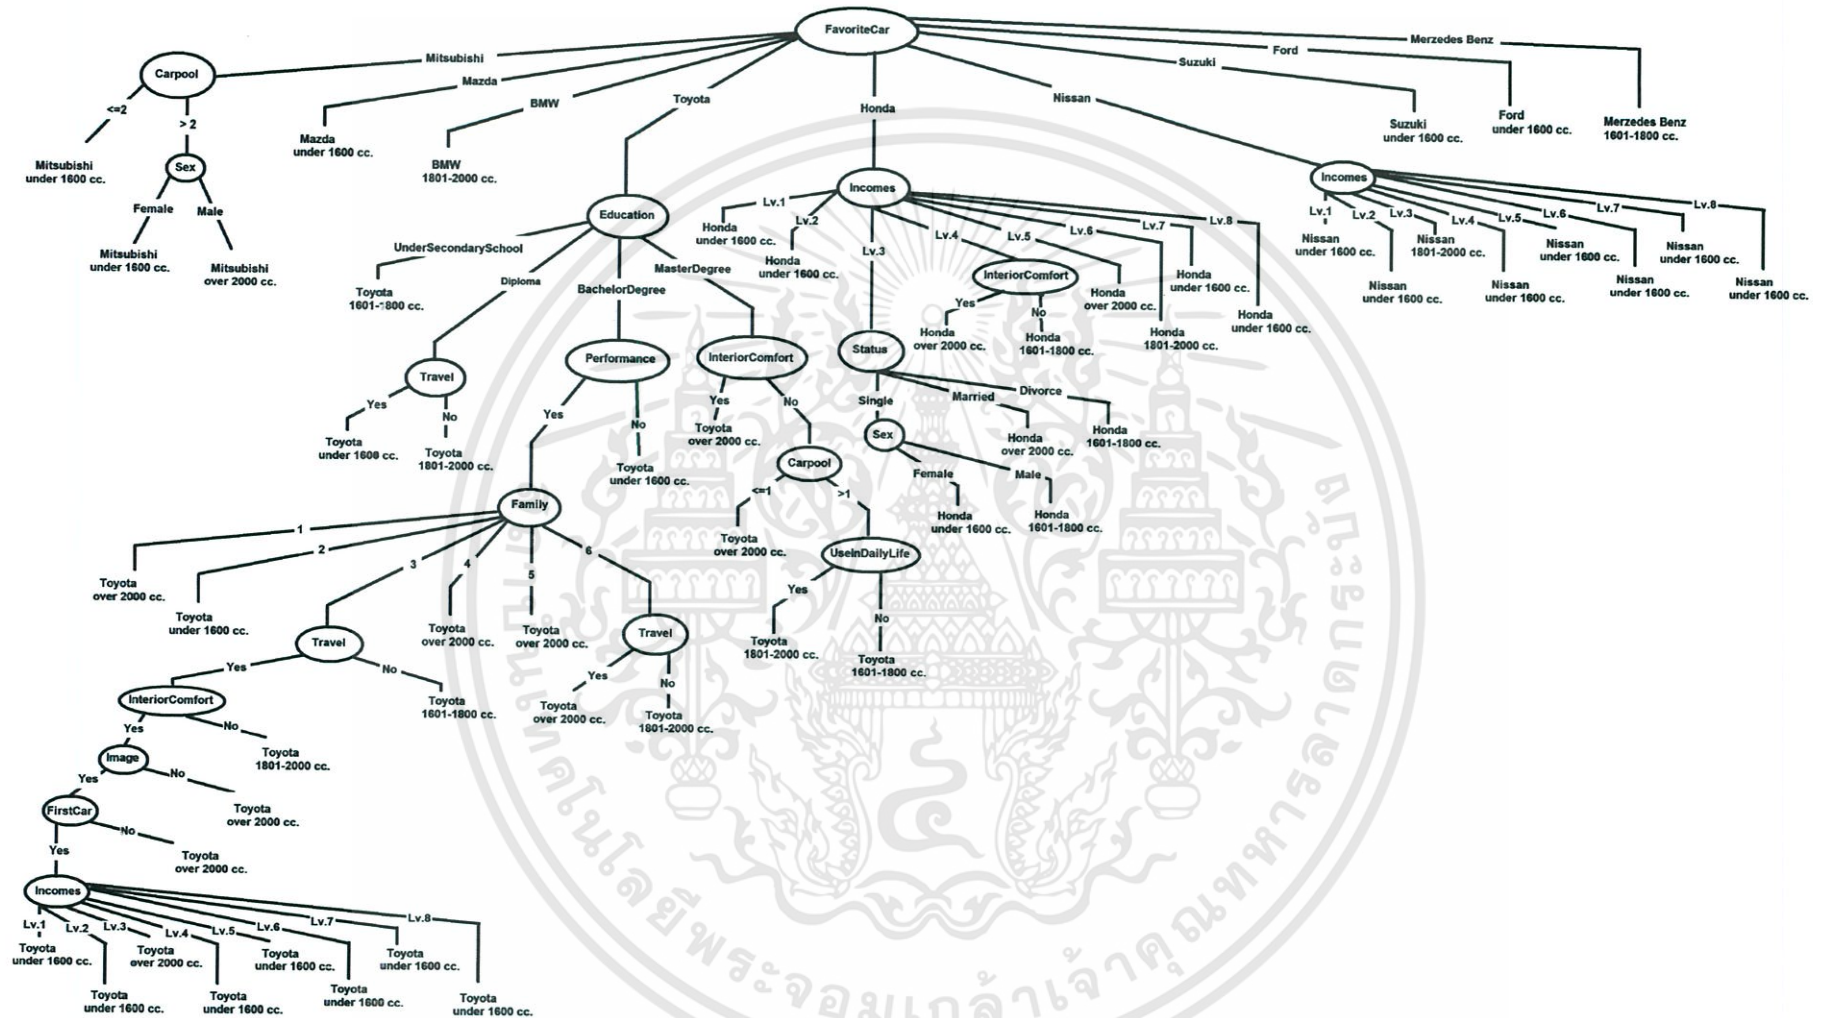 FavoriteCar
Mitsubishi
Mazda
BMW
Toyota
Honda
Nissan
Suzuki
Ford
Merzedes Benz
Carpool
<=2
> 2
Mitsubishi
under 1600 cc.
Sex
Female
Male
Mitsubishi
under 1600 cc.
Mitsubishi
over 2000 cc.
Mazda
under 1600 cc.
BMW
1801-2000 cc.
Suzuki
under 1600 cc.
Ford
under 1600 cc.
Merzedes Benz
1601-1800 cc.
Education
UnderSecondarySchool
Diploma
BachelorDegree
MasterDegree
Toyota
1601-1800 cc.
Travel
Yes
No
Toyota
under 1600 cc.
Toyota
1801-2000 cc.
Performance
Yes
No
Toyota
under 1600 cc.
Family
1
2
3
4
5
6
Toyota
over 2000 cc.
Toyota
under 1600 cc.
Travel
Yes
No
Toyota
1601-1800 cc.
InteriorComfort
Yes
No
Toyota
1801-2000 cc.
Image
Yes
No
Toyota
over 2000 cc.
FirstCar
Yes
No
Toyota
over 2000 cc.
Incomes
Lv.1
Lv.2
Lv.3
Lv.4
Lv.5
Lv.6
Lv.7
Lv.8
Toyota
under 1600 cc.
Toyota
under 1600 cc.
Toyota
over 2000 cc.
Toyota
under 1600 cc.
Toyota
under 1600 cc.
Toyota
under 1600 cc.
Toyota
under 1600 cc.
Toyota
under 1600 cc.
Toyota
over 2000 cc.
Toyota
over 2000 cc.
Travel
Yes
No
Toyota
over 2000 cc.
Toyota
1801-2000 cc.
InteriorComfort
Yes
No
Toyota
over 2000 cc.
Carpool
<=1
>1
Toyota
over 2000 cc.
UseInDailyLife
Yes
No
Toyota
1801-2000 cc.
Toyota
1601-1800 cc.
Incomes
Lv.1
Lv.2
Lv.3
Lv.4
Lv.5
Lv.6
Lv.7
Lv.8
Honda
under 1600 cc.
Honda
under 1600 cc.
Status
Single
Married
Divorce
Sex
Female
Male
Honda
under 1600 cc.
Honda
1601-1800 cc.
Honda
over 2000 cc.
Honda
1601-1800 cc.
InteriorComfort
Yes
No
Honda
over 2000 cc.
Honda
1601-1800 cc.
Honda
over 2000 cc.
Honda
1801-2000 cc.
Honda
under 1600 cc.
Honda
under 1600 cc.
Incomes
Lv.1
Lv.2
Lv.3
Lv.4
Lv.5
Lv.6
Lv.7
Lv.8
Nissan
under 1600 cc.
Nissan
under 1600 cc.
Nissan
1801-2000 cc.
Nissan
under 1600 cc.
Nissan
under 1600 cc.
Nissan
under 1600 cc.
Nissan
under 1600 cc.
Nissan
under 1600 cc.